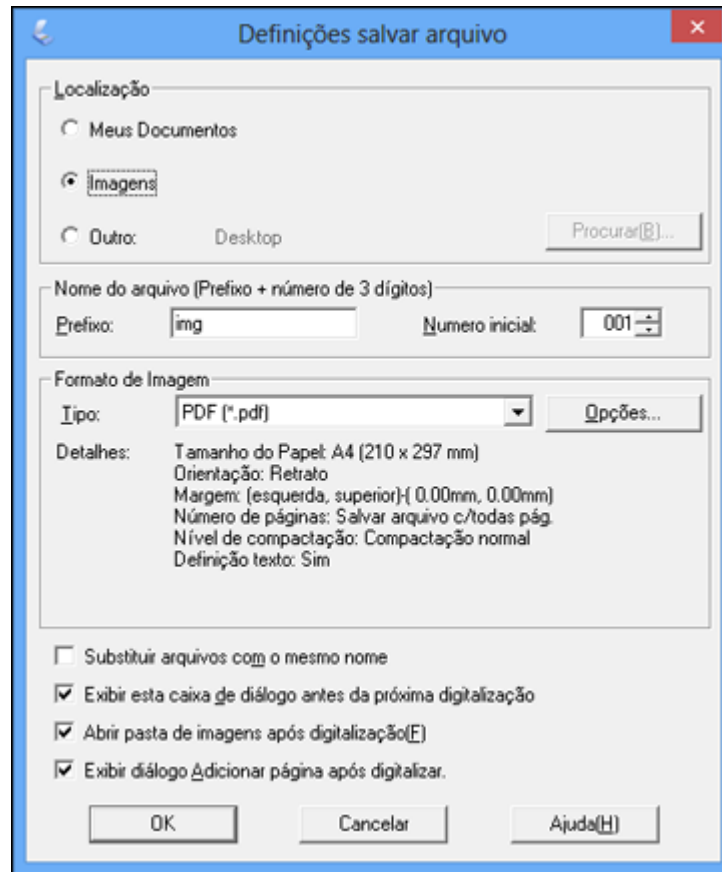 Definições salvar arquivo
Localização
Meus Documentos
Imagens
Outro: Desktop Procurar(B)...
Nome do arquivo (Prefixo + número de 3 dígitos)
Prefixo: img Numero inicial: 001
Formato de Imagem
Tipo: PDF (*.pdf) Opções...
Detalhes: Tamanho do Papel: A4 (210 x 297 mm)
Orientação: Retrato
Margem: (esquerda, superior)-( 0.00mm, 0.00mm)
Número de páginas: Salvar arquivo c/todas pág.
Nível de compactação: Compactação normal
Definição texto: Sim
Substituir arquivos com o mesmo nome
Exibir esta caixa de diálogo antes da próxima digitalização
Abrir pasta de imagens após digitalização(F)
Exibir diálogo Adicionar página após digitalizar.
OK Cancelar Ajuda(H)